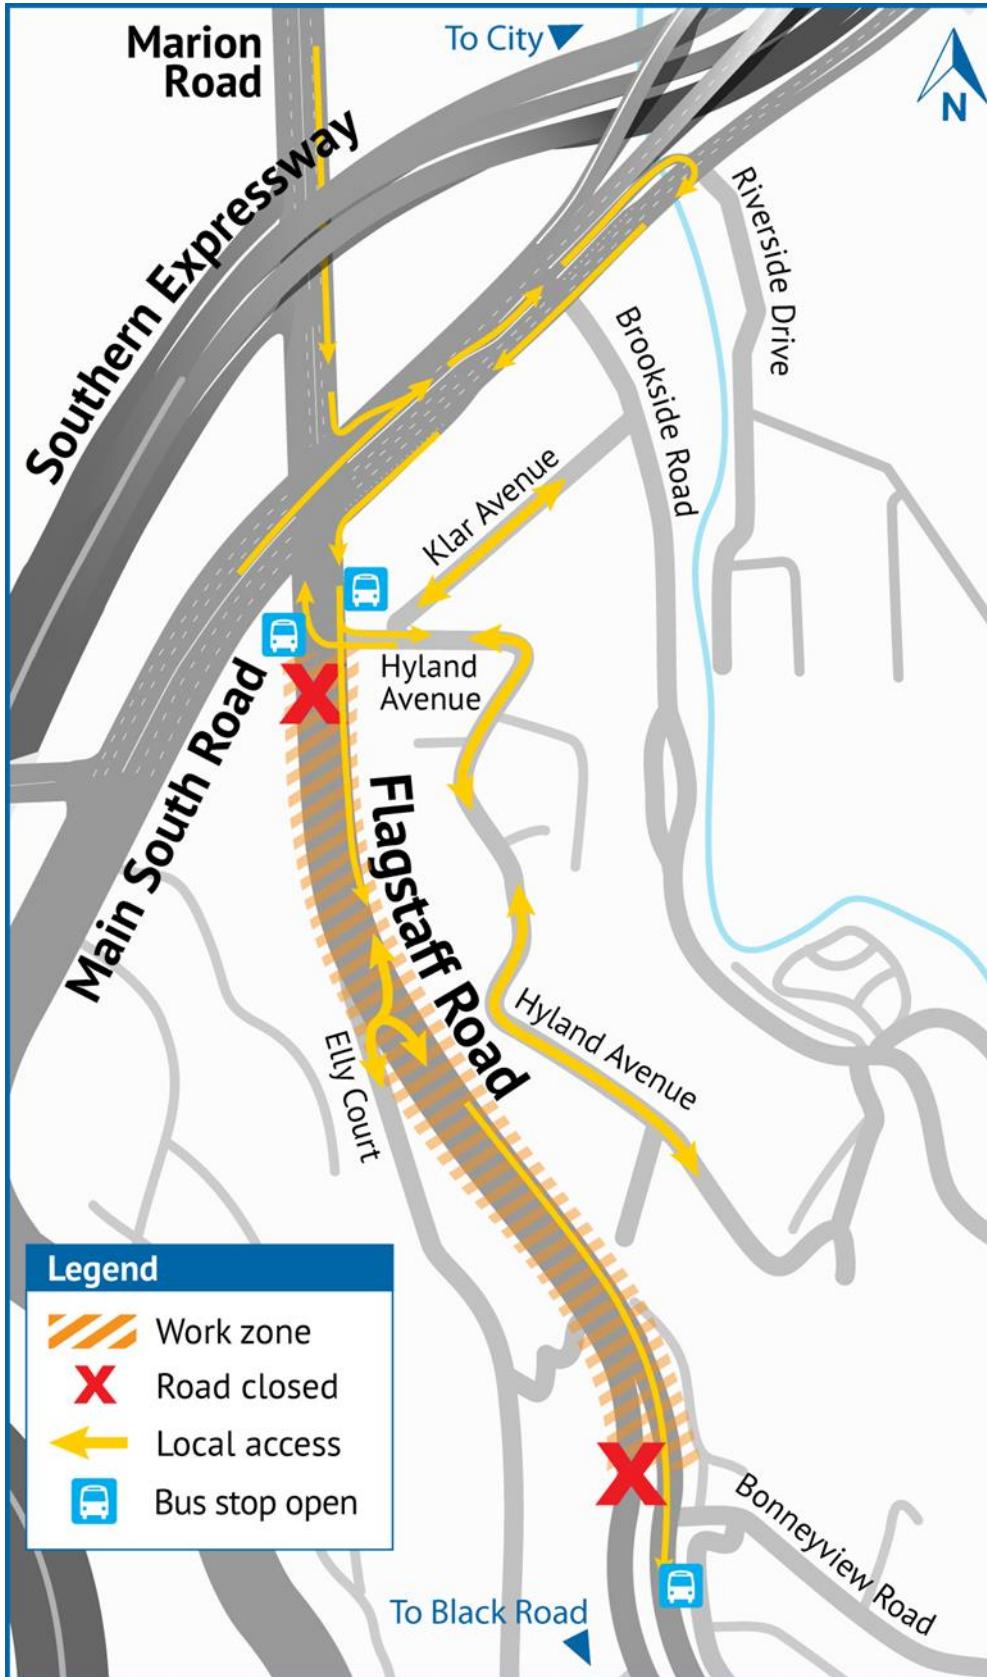 Marion
Road
To City
N
Southern Expressway
Riverside Drive
Brookside Road
Klar Avenue
Hyland
Avenue
Main South Road
Flagstaff Road
Hyland Avenue
Elly Court
Legend
Work zone
Road closed
Local access
Bus stop open
Bonneyview Road
To Black Road